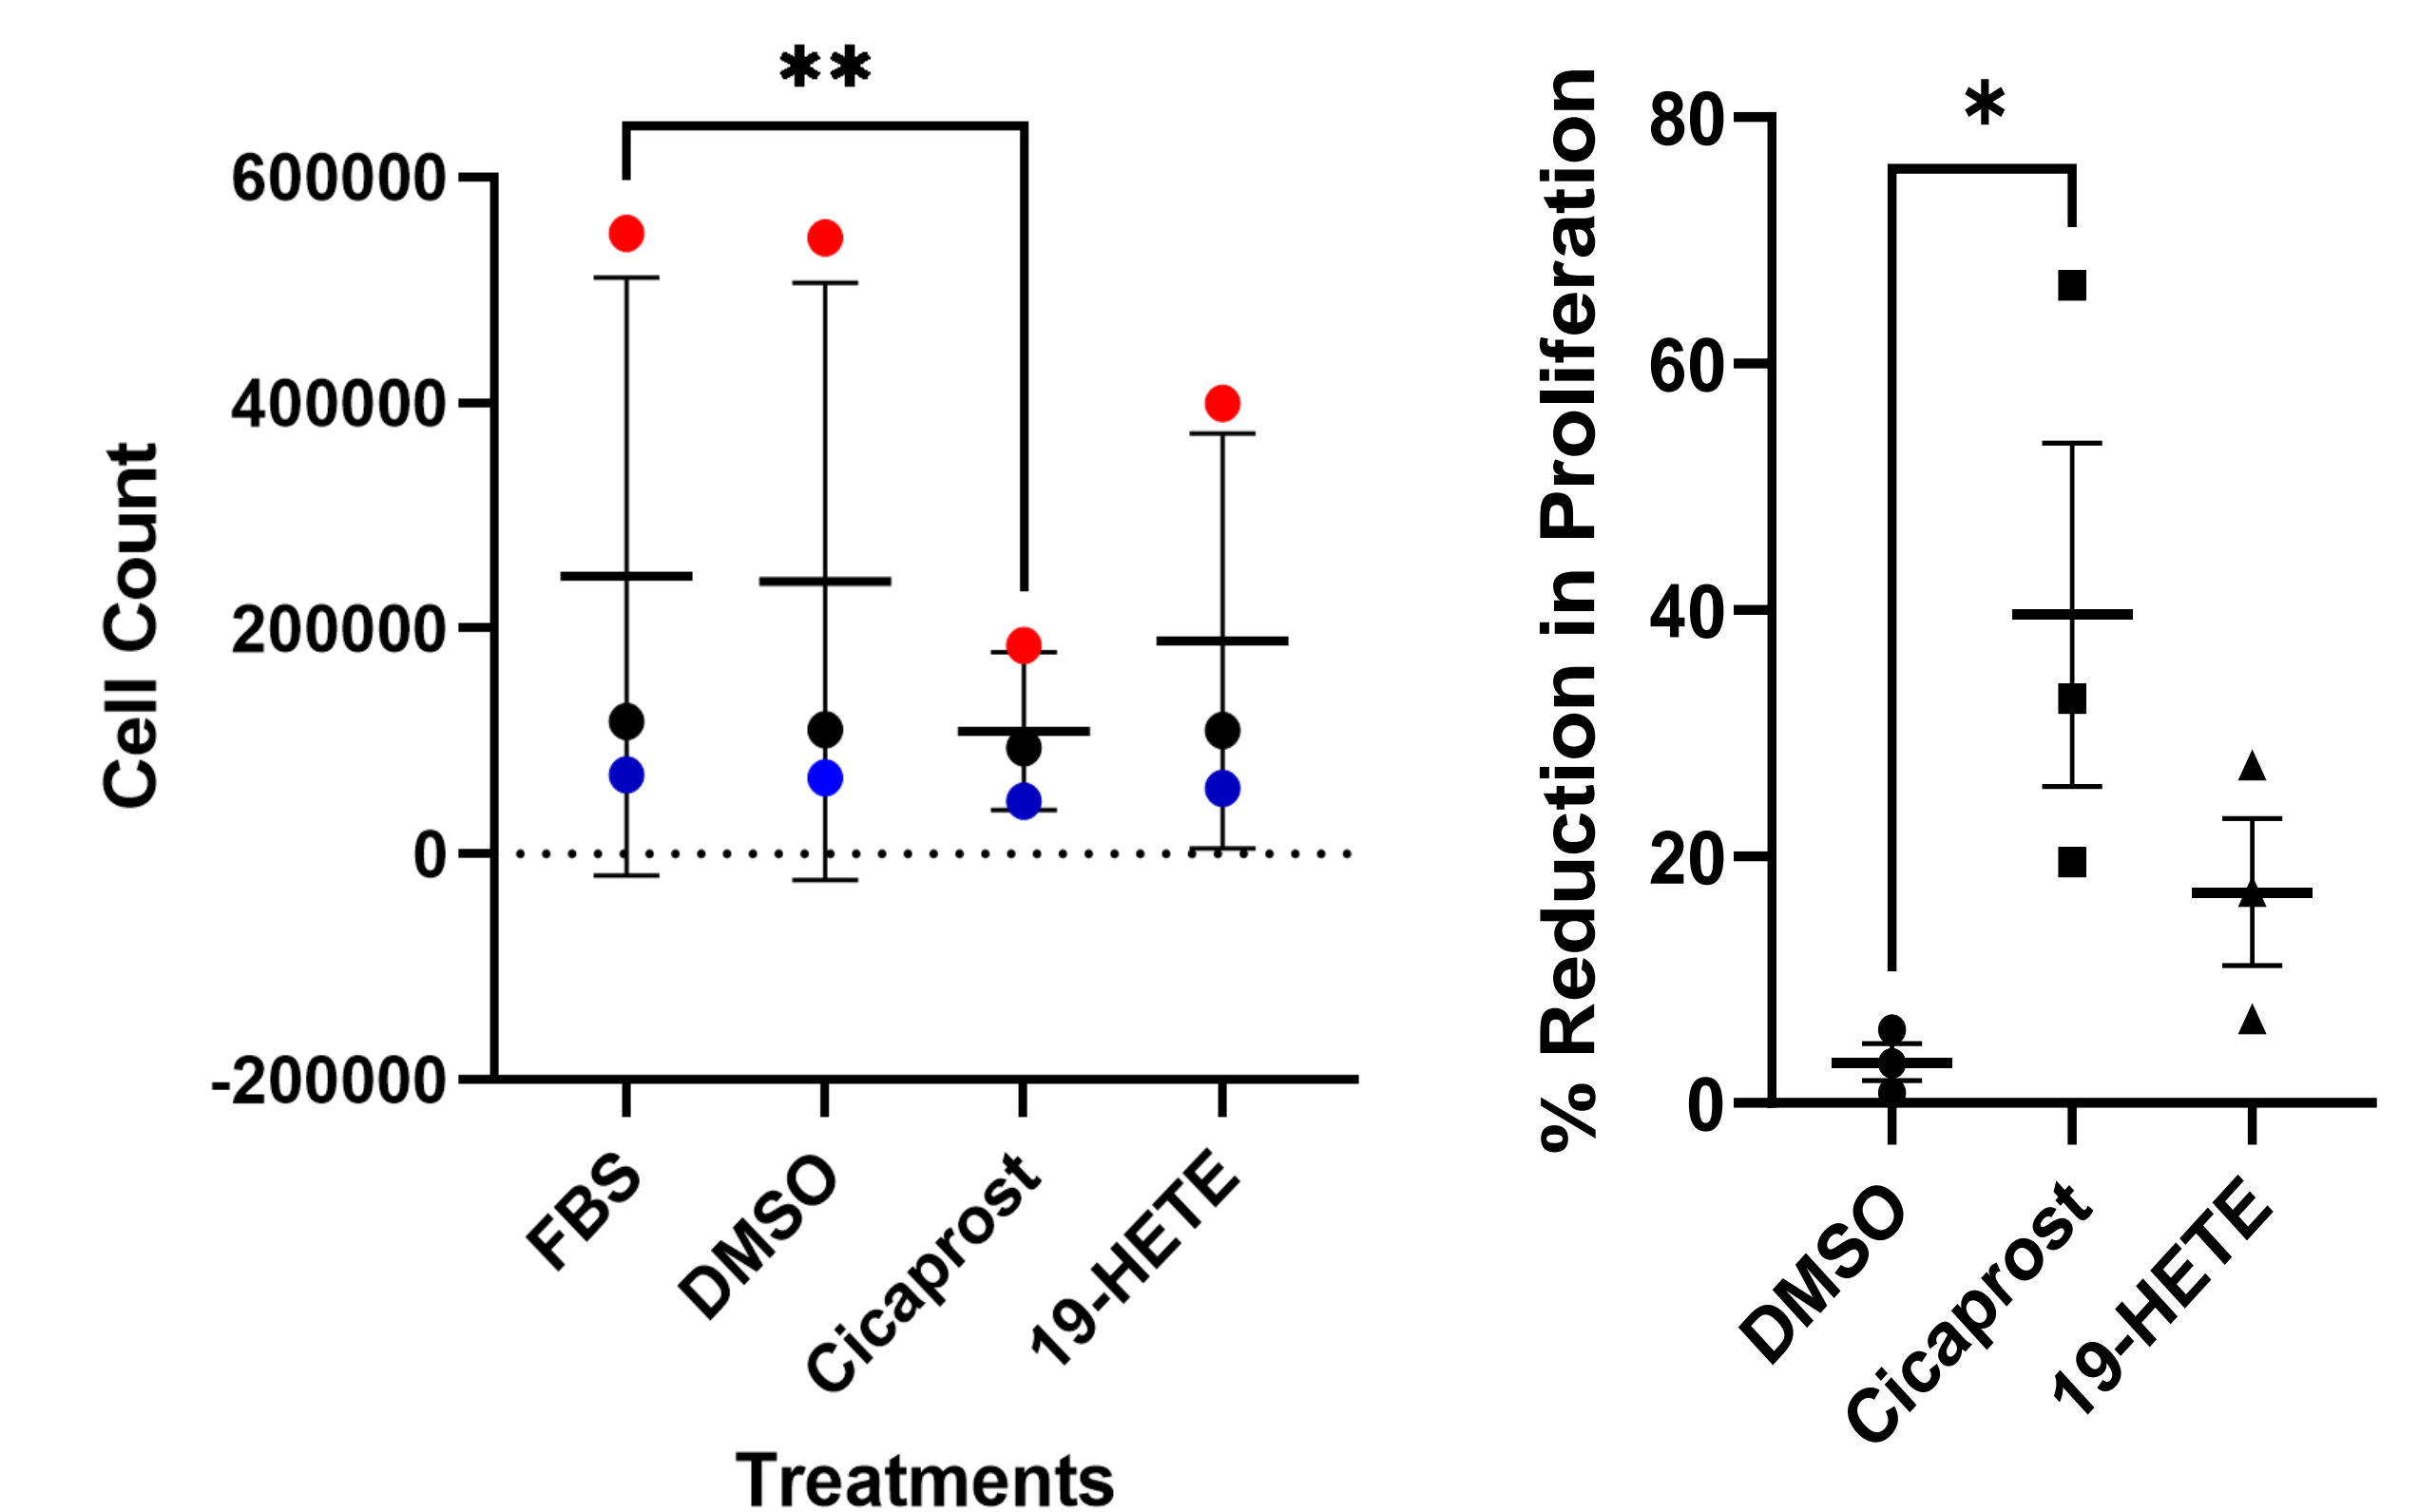 **
600000
400000
200000
0
-200000
Cell Count
FBS
DMSO
Cicaprost
19-HETE
Treatments
*
80
60
40
20
0
% Reduction in Proliferation
DMSO
Cicaprost
19-HETE